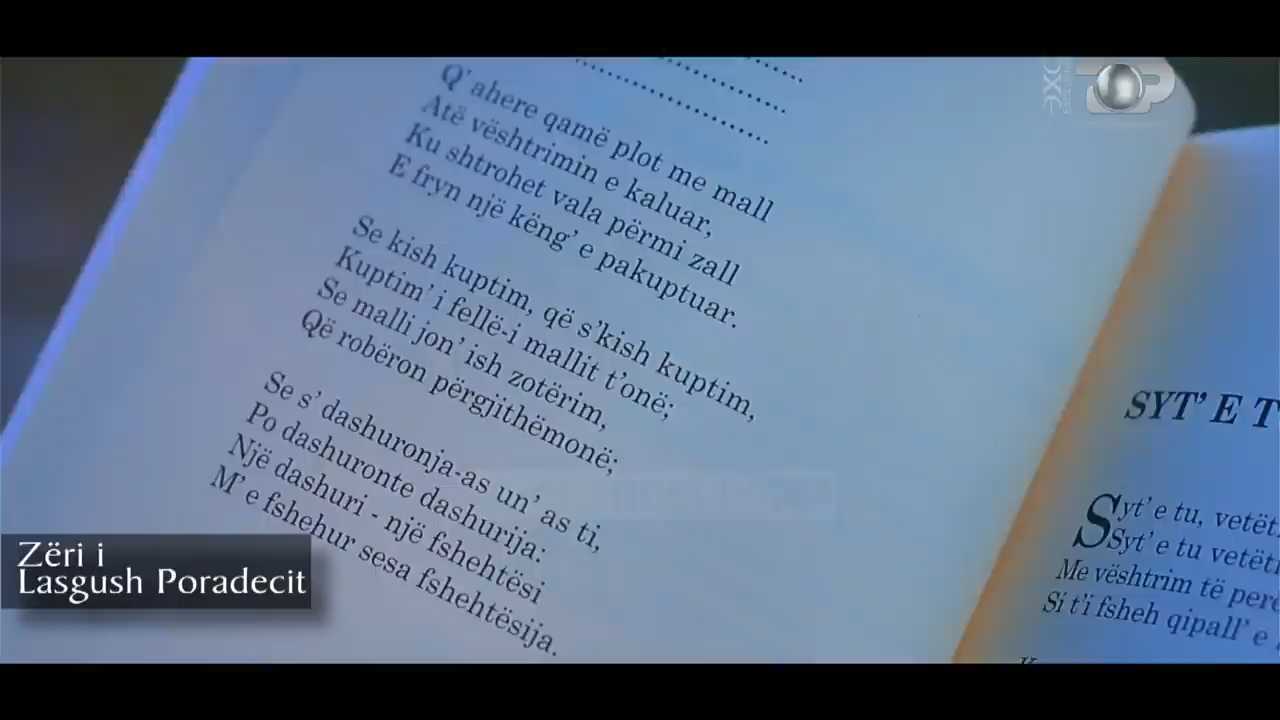 Q' ahere qamë plot me mall
Atë vështrimin e kaluar,
Ku shtrohet vala përmi zall
E fryn një këng' e pakuptuar.
Se kish kuptim, që s'kish kuptim,
Kuptim' i fellë-i mallit t'onë;
Se malli jon' ish zotërim,
Që robëron përgjithëmonë;
Se s' dashuronja-as un' as ti,
Po dashuronte dashurija:
Një dashuri - një fshehtësi
M' e fshehur sesa fshehtësija.
SYT' E T
Syt' e tu, vetët
Syt' e tu vetëti
Me vështrim të pere
Si t'i fsheh qipall' e
Zëri i
Lasgush Poradecit